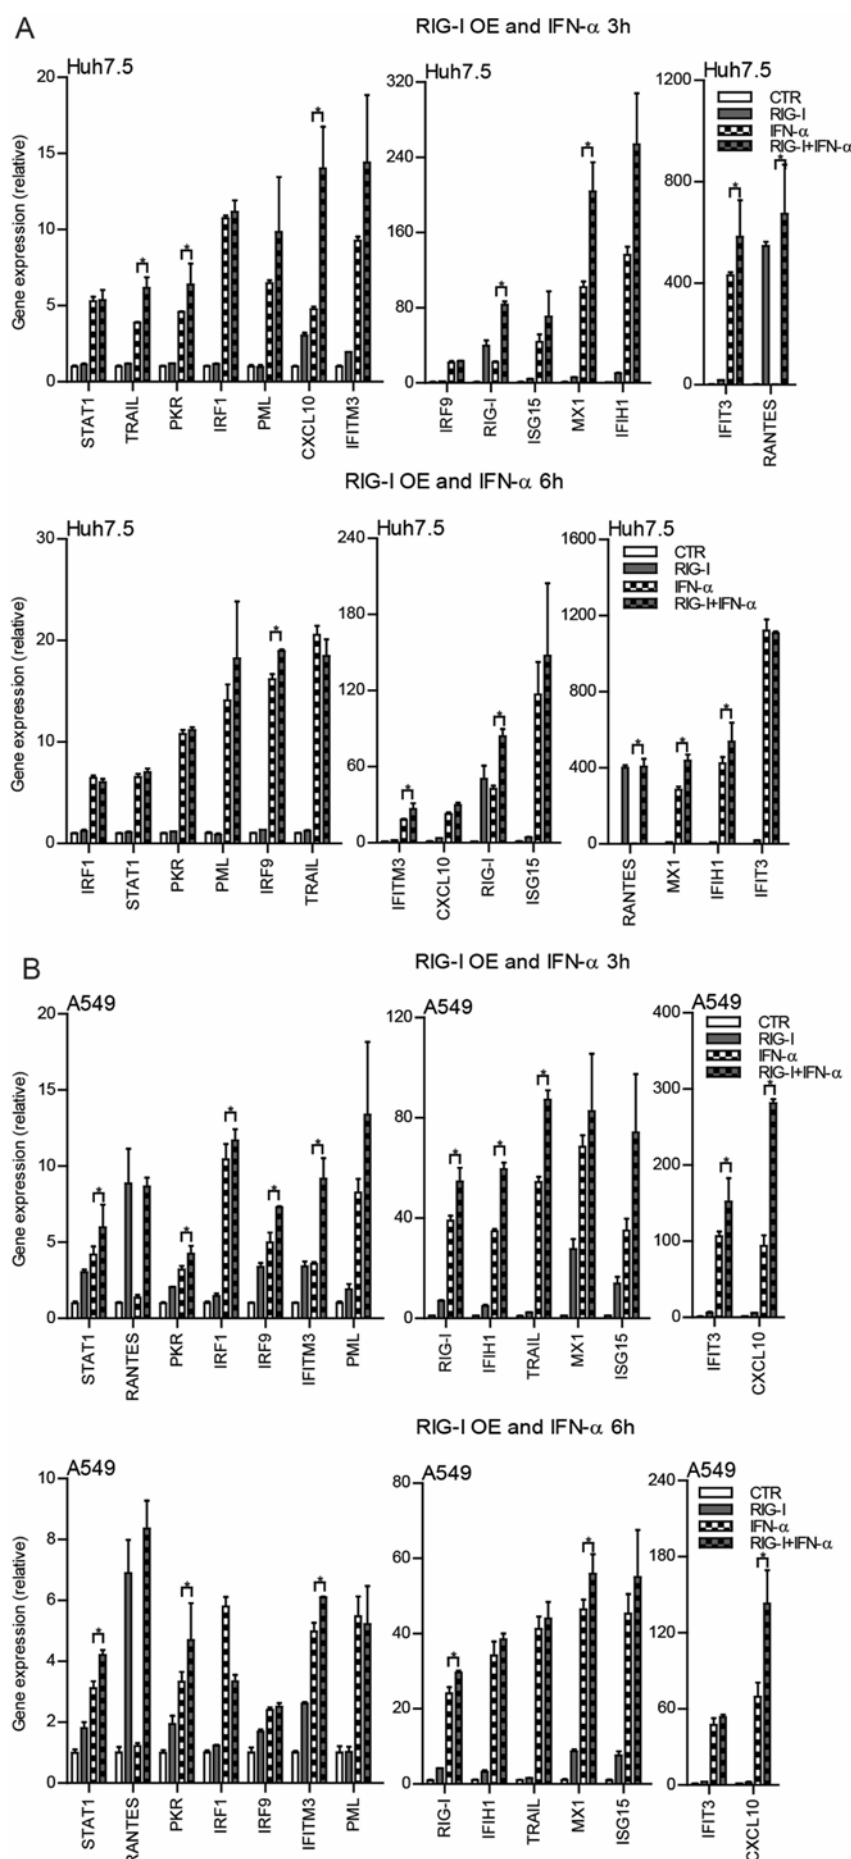 A
RIG-I OE and IFN-α 3h
Huh7.5
Gene expression (relative)
20
15
10
5
0
*
*
*
STAT1
TRAIL
PKR
IRF1
PML
CXCL10
IFITM3
Huh7.5
320
240
160
80
0
*
*
IRF9
RIG-I
ISG15
MX1
IFIH1
Huh7.5
1200
800
400
0
CTR
RIG-I
IFN-α
RIG-I+IFN-α
*
*
IFIT3
RANTES
RIG-I OE and IFN-α 6h
Huh7.5
Gene expression (relative)
30
20
10
0
*
IRF1
STAT1
PKR
PML
IRF9
TRAIL
Huh7.5
240
180
120
60
0
*
*
IFITM3
CXCL10
RIG-I
ISG15
Huh7.5
1600
1200
800
400
0
CTR
RIG-I
IFN-α
RIG-I+IFN-α
*
*
*
RANTES
MX1
IFIH1
IFIT3
B
RIG-I OE and IFN-α 3h
A549
Gene expression (relative)
20
15
10
5
0
*
*
*
*
*
STAT1
RANTES
PKR
IRF1
IRF9
IFITM3
PML
A549
120
80
40
0
*
*
*
RIG-I
IFIH1
TRAIL
MX1
ISG15
A549
400
300
200
100
0
CTR
RIG-I
IFN-α
RIG-I+IFN-α
*
*
IFIT3
CXCL10
RIG-I OE and IFN-α 6h
A549
Gene expression (relative)
10
8
6
4
2
0
*
*
*
STAT1
RANTES
PKR
IRF1
IRF9
IFITM3
PML
A549
80
60
40
20
0
*
*
RIG-I
IFIH1
TRAIL
MX1
ISG15
A549
240
180
120
60
0
CTR
RIG-I
IFN-α
RIG-I+IFN-α
*
IFIT3
CXCL10